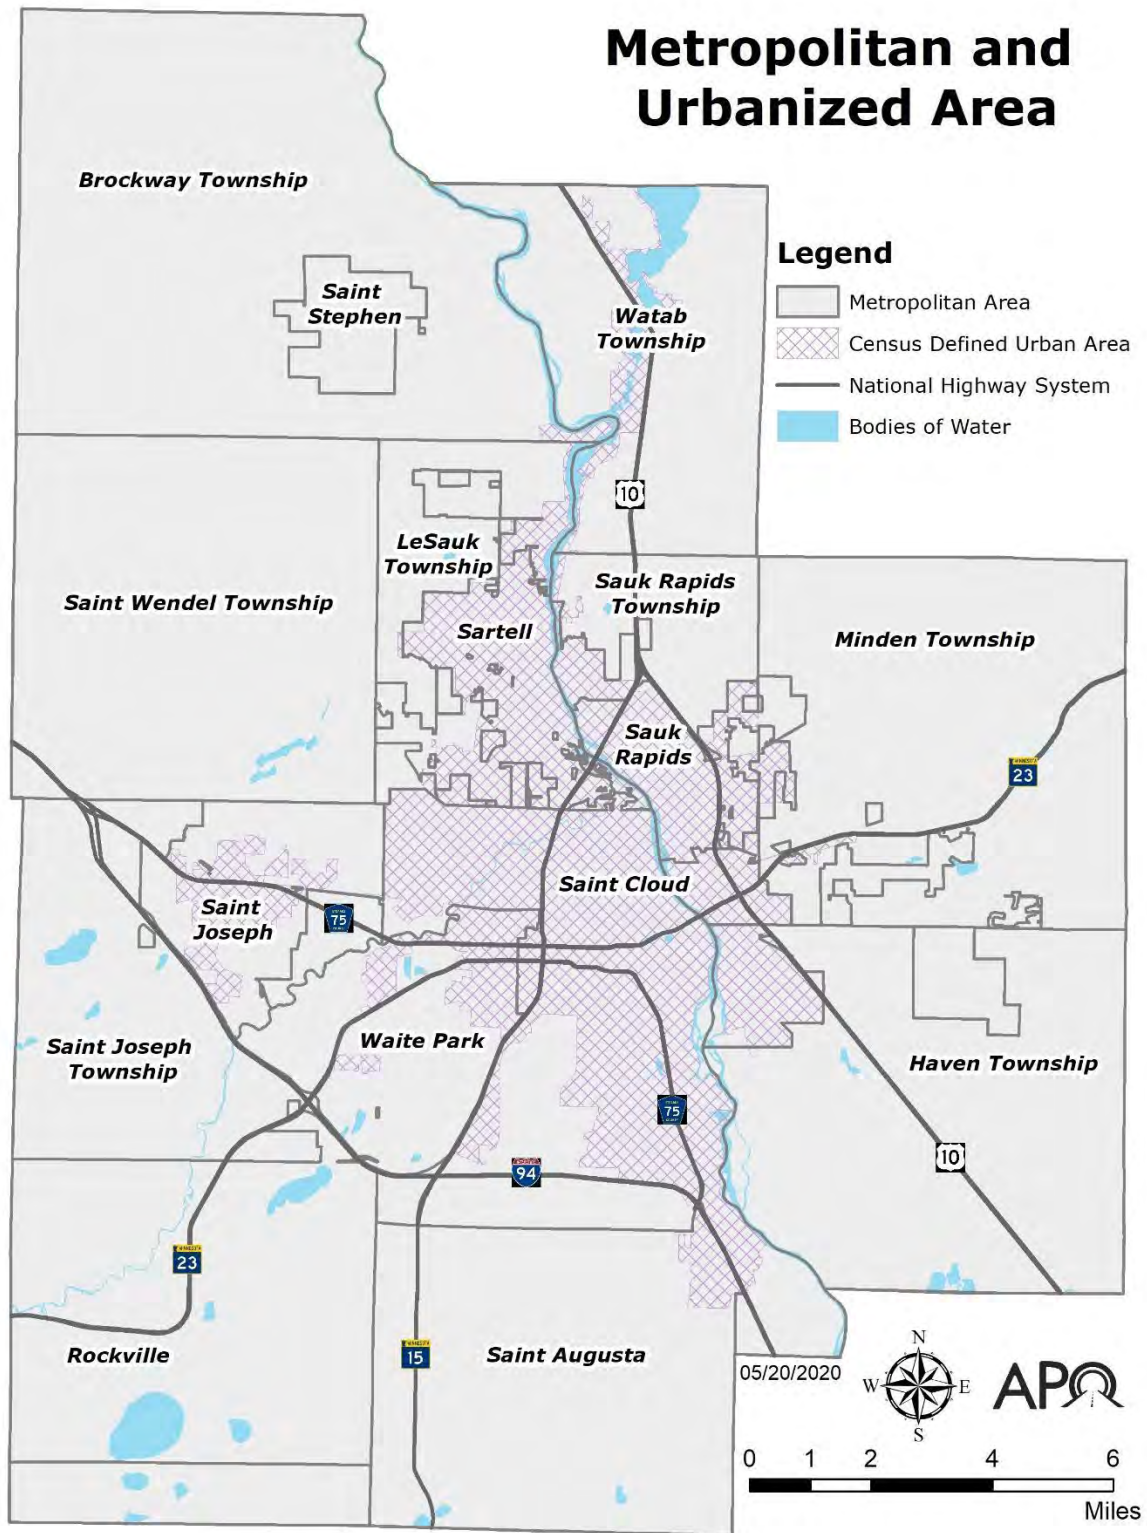 Metropolitan and
Urbanized Area
Brockway Township
Saint
Stephen
Watab
Township
Legend
Metropolitan Area
Census Defined Urban Area
National Highway System
Bodies of Water
10
LeSauk
Township
Sauk Rapids
Township
Saint Wendel Township
Sartell
Minden Township
Sauk
Rapids
23
Saint Cloud
Saint
Joseph
75
Waite Park
Saint Joseph
Township
Haven Township
75
10
94
23
Rockville
15
Saint Augusta
05/20/2020
N
W
E
S
APO
0 1 2 4 6
Miles